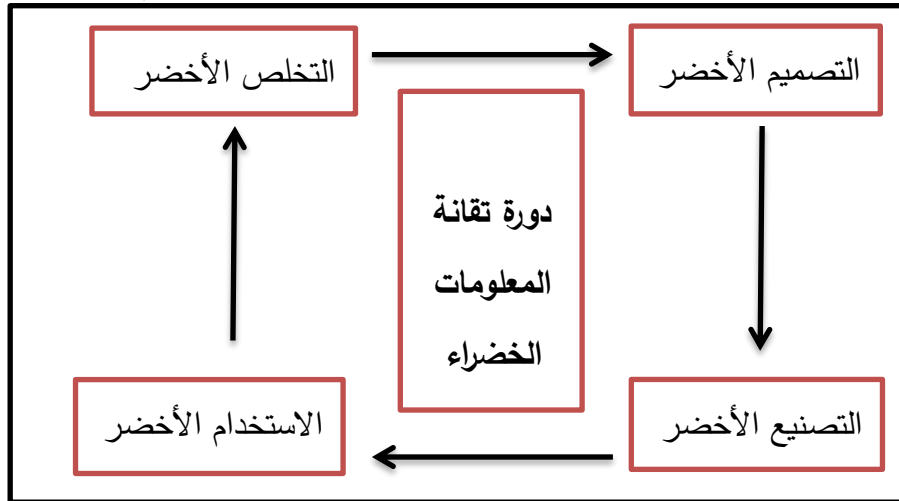 التصميم الأخضر
التخلص الأخضر
دورة تقانة
المعلومات
الخضراء
التصنيع الأخضر
الاستخدام الأخضر